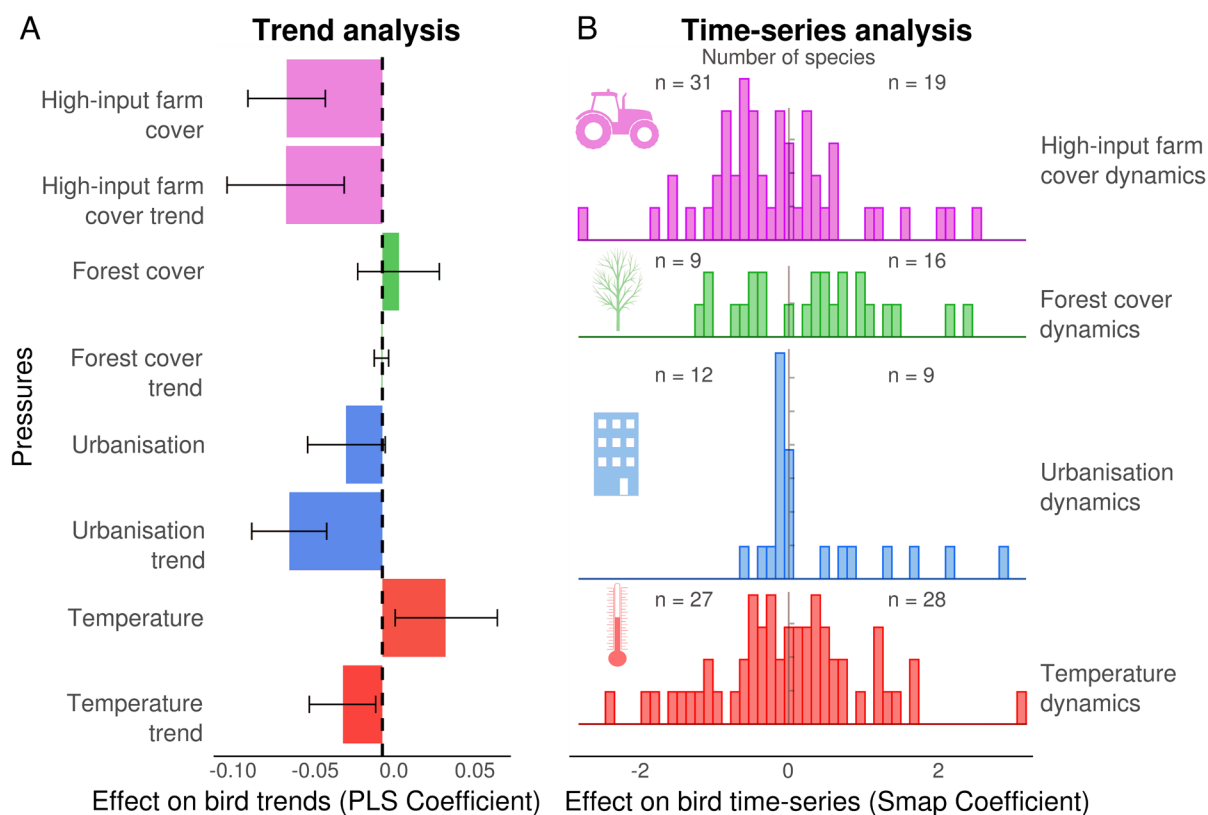 A
Trend analysis
High-input farm
cover
High-input farm
cover trend
Forest cover
Forest cover
trend
Urbanisation
Urbanisation
trend
Temperature
Temperature
trend
Pressures
-0.10
-0.05
0.0
0.05
Effect on bird trends (PLS Coefficient)
B
Time-series analysis
Number of species
n = 31
n = 19
High-input farm
cover dynamics
n = 9
n = 16
Forest cover
dynamics
n = 12
n = 9
Urbanisation
dynamics
n = 27
n = 28
Temperature
dynamics
-2
0
2
Effect on bird time-series (Smap Coefficient)